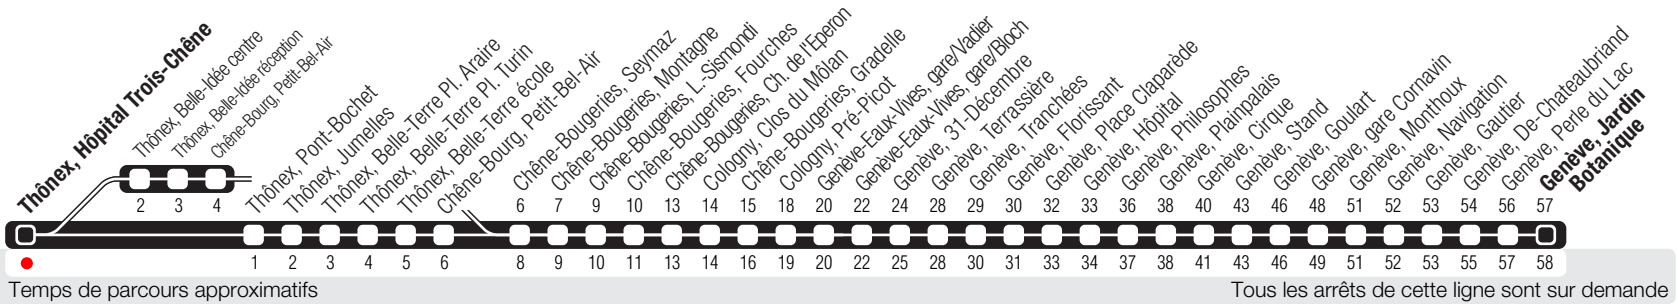 Thônex, Hôpital Trois-Chêne
Thônex, Belle-Idée centre
Thônex, Belle-Idée réception
Chêne-Bourg, Petit-Bel-Air
Thônex, Pont-Bochet
Thônex, Jumelles
Thônex, Belle-Terre Pl. Araire
Thônex, Belle-Terre Pl. Turin
Thônex, Belle-Terre école
Chêne-Bourg, Petit-Bel-Air
Chêne-Bougeries, Seymaz
Chêne-Bougeries, Montagne
Chêne-Bougeries, L.-Sismondi
Chêne-Bougeries, Fourches
Chêne-Bougeries, Ch. de l'Eperon
Cologny, Clos du Môlan
Chêne-Bougeries, Gradelle
Cologny, Pré-Picot
Genève-Eaux-Vives, gare/Vadier
Genève-Eaux-Vives, gare/Bloch
Genève, 31-Décembre
Genève, Terrassière
Genève, Tranchées
Genève, Florissant
Genève, Place Claparède
Genève, Hôpital
Genève, Philosophes
Genève, Plainpalais
Genève, Cirque
Genève, Stand
Genève, Goulart
Genève, gare Cornavin
Genève, Monthoux
Genève, Navigation
Genève, Gautier
Genève, De-Chateaubriand
Genève, Perle du Lac
Genève, Jardin
Botanique
2 3 4 6 7 9 10 13 14 15 18 20 22 24 28 29 30 32 33 36 38 40 43 46 48 51 52 53 54 56 57
1 2 3 4 5 6 8 9 10 11 13 14 16 19 20 22 25 28 30 31 33 34 37 38 41 43 46 49 51 52 53 55 57 58
Temps de parcours approximatifs
Tous les arrêts de cette ligne sont sur demande